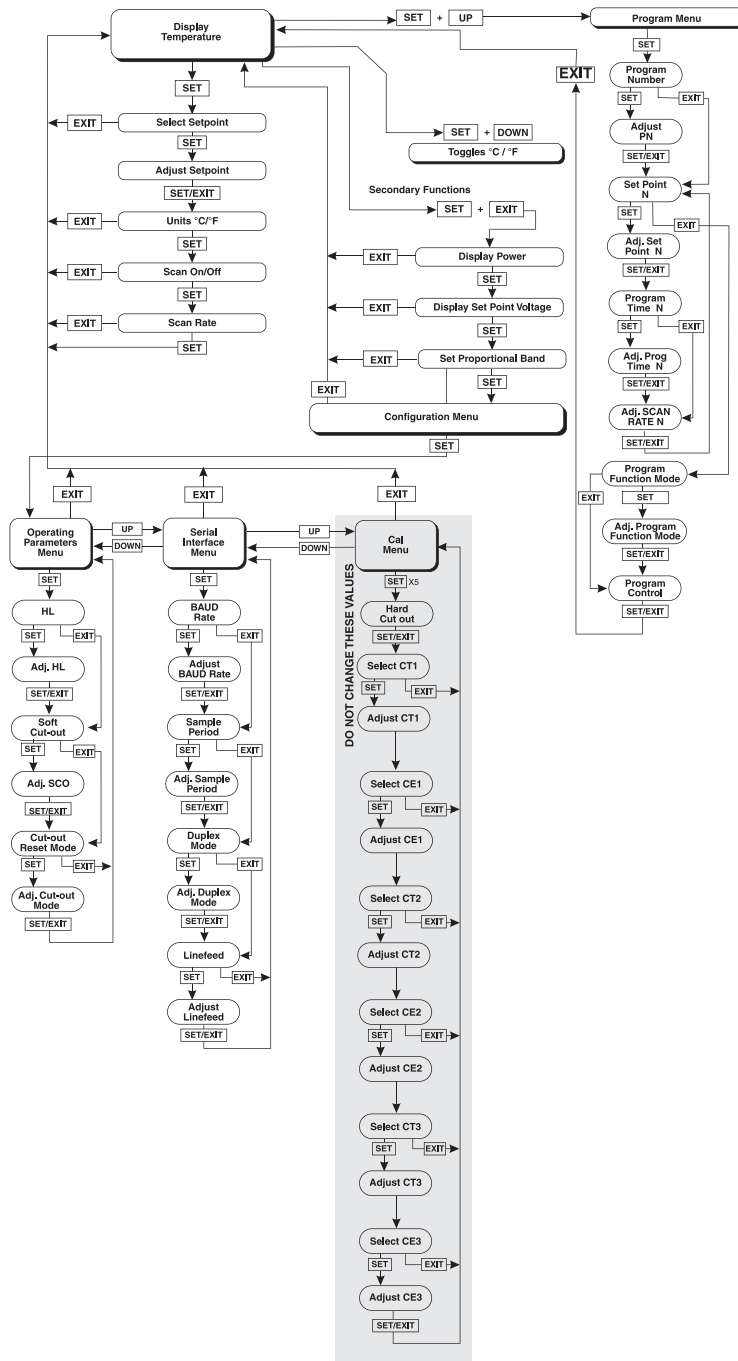 Display
Temperature
SET + UP
Program Menu
SET
EXIT
Program
Number
SET
EXIT
Adjust
PN
SET/EXIT
Set Point
N
SET
EXIT
Adj. Set
Point N
SET/EXIT
Program
Time N
SET
EXIT
Adj. Prog
Time N
SET/EXIT
Adj. SCAN
RATE N
SET/EXIT
Program
Function Mode
EXIT
SET
Adj. Program
Function Mode
SET/EXIT
Program
Control
SET/EXIT
SET
EXIT
Select Setpoint
SET
Adjust Setpoint
SET/EXIT
EXIT
Units °C/°F
SET
EXIT
Scan On/Off
SET
EXIT
Scan Rate
SET
SET + DOWN
Toggles °C / °F
Secondary Functions
SET + EXIT
EXIT
Display Power
SET
EXIT
Display Set Point Voltage
SET
EXIT
Set Proportional Band
EXIT
SET
Configuration Menu
SET
EXIT
EXIT
EXIT
Operating
Parameters
Menu
UP
DOWN
Serial
Interface
Menu
UP
DOWN
Cal
Menu
SET
HL
SET
EXIT
Adj. HL
SET/EXIT
Soft
Cut-out
SET
EXIT
Adj. SCO
SET/EXIT
Cut-out
Reset Mode
SET
EXIT
Adj. Cut-out
Mode
SET/EXIT
SET
BAUD
Rate
SET
EXIT
Adjust
BAUD Rate
SET/EXIT
Sample
Period
SET
EXIT
Adj. Sample
Period
SET/EXIT
Duplex
Mode
SET
EXIT
Adj. Duplex
Mode
SET/EXIT
Linefeed
SET
EXIT
Adjust
Linefeed
SET/EXIT
DO NOT CHANGE THESE VALUES
SET X5
Hard
Cut out
SET/EXIT
Select CT1
SET
EXIT
Adjust CT1
Select CE1
SET
EXIT
Adjust CE1
Select CT2
SET
EXIT
Adjust CT2
Select CE2
SET
EXIT
Adjust CE2
Select CT3
SET
EXIT
Adjust CT3
Select CE3
SET
EXIT
Adjust CE3
SET/EXIT